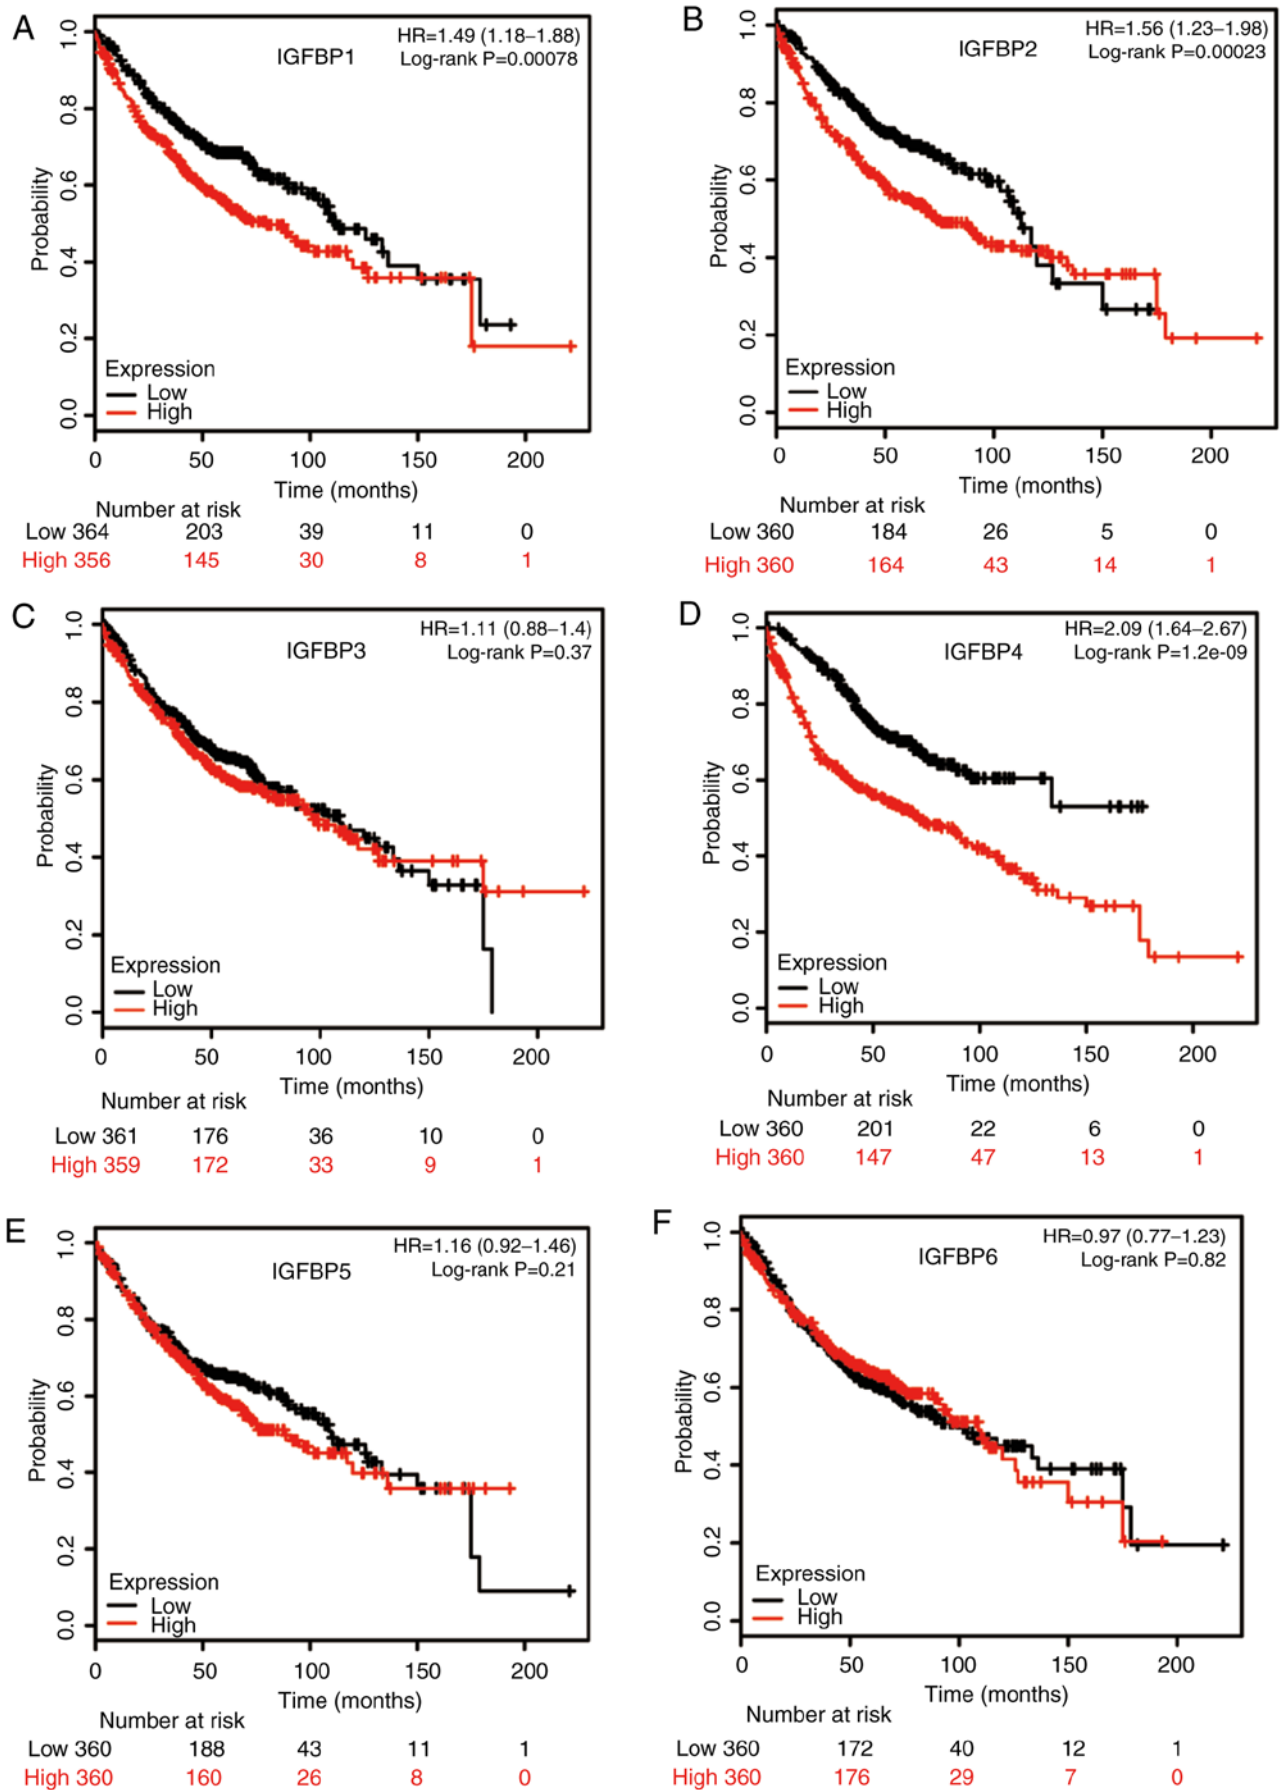 A
IGFBP1
HR=1.49 (1.18–1.88)
Log-rank P=0.00078
Probability
1.0
0.8
0.6
0.4
0.2
0.0
Expression
Low
High
0 50 100 150 200
Time (months)
Number at risk
Low 364 203 39 11 0
High 356 145 30 8 1
B
IGFBP2
HR=1.56 (1.23–1.98)
Log-rank P=0.00023
Probability
1.0
0.8
0.6
0.4
0.2
0.0
Expression
Low
High
0 50 100 150 200
Time (months)
Number at risk
Low 360 184 26 5 0
High 360 164 43 14 1
C
IGFBP3
HR=1.11 (0.88–1.4)
Log-rank P=0.37
Probability
1.0
0.8
0.6
0.4
0.2
0.0
Expression
Low
High
0 50 100 150 200
Time (months)
Number at risk
Low 361 176 36 10 0
High 359 172 33 9 1
D
IGFBP4
HR=2.09 (1.64–2.67)
Log-rank P=1.2e-09
Probability
1.0
0.8
0.6
0.4
0.2
0.0
Expression
Low
High
0 50 100 150 200
Time (months)
Number at risk
Low 360 201 22 6 0
High 360 147 47 13 1
E
IGFBP5
HR=1.16 (0.92–1.46)
Log-rank P=0.21
Probability
1.0
0.8
0.6
0.4
0.2
0.0
Expression
Low
High
0 50 100 150 200
Time (months)
Number at risk
Low 360 188 43 11 1
High 360 160 26 8 0
F
IGFBP6
HR=0.97 (0.77–1.23)
Log-rank P=0.82
Probability
1.0
0.8
0.6
0.4
0.2
0.0
Expression
Low
High
0 50 100 150 200
Time (months)
Number at risk
Low 360 172 40 12 1
High 360 176 29 7 0